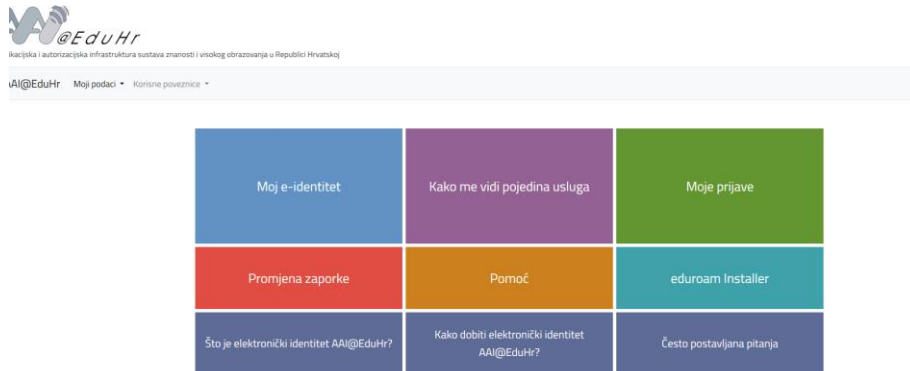 @EduHr
ikacijska i autorizacijska infrastruktura sustava znanosti i visokog obrazovanja u Republici Hrvatskoj
AAI@EduHr Moji podaci Korisne poveznice
Moj e-identitet
Kako me vidi pojedina usluga
Moje prijave
Promjena zaporke
Pomoć
eduroam Installer
Što je elektronički identitet AAI@EduHr?
Kako dobiti elektronički identitet
AAI@EduHr?
Često postavljana pitanja